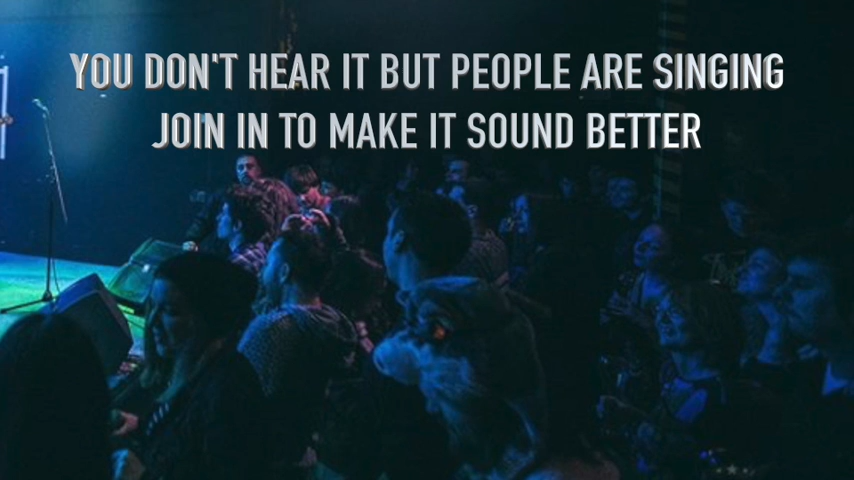 YOU DON'T HEAR IT BUT PEOPLE ARE SINGING
JOIN IN TO MAKE IT SOUND BETTER